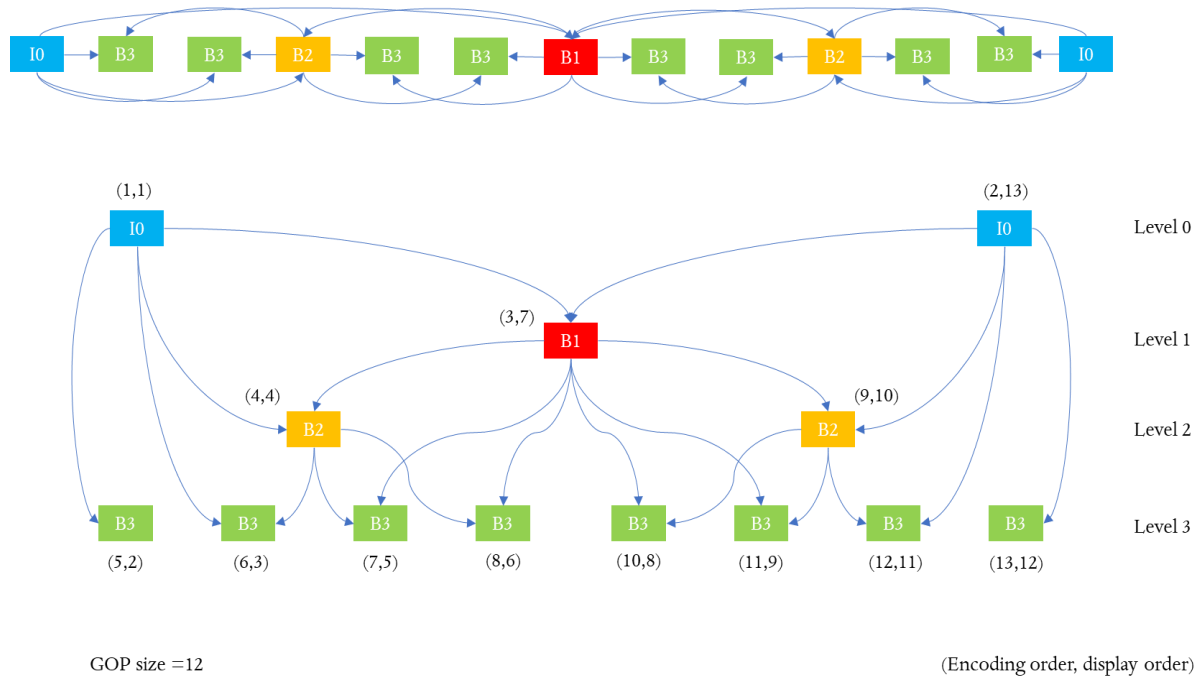 I0 B3 B3 B2 B3 B3 B1 B3 B3 B2 B3 B3 I0
(1,1) (2,13)
I0 I0 Level 0
(3,7)
B1 Level 1
(4,4) (9,10)
B2 B2 Level 2
B3 B3 B3 B3 B3 B3 B3 B3 Level 3
(5,2) (6,3) (7,5) (8,6) (10,8) (11,9) (12,11) (13,12)
GOP size =12 (Encoding order, display order)